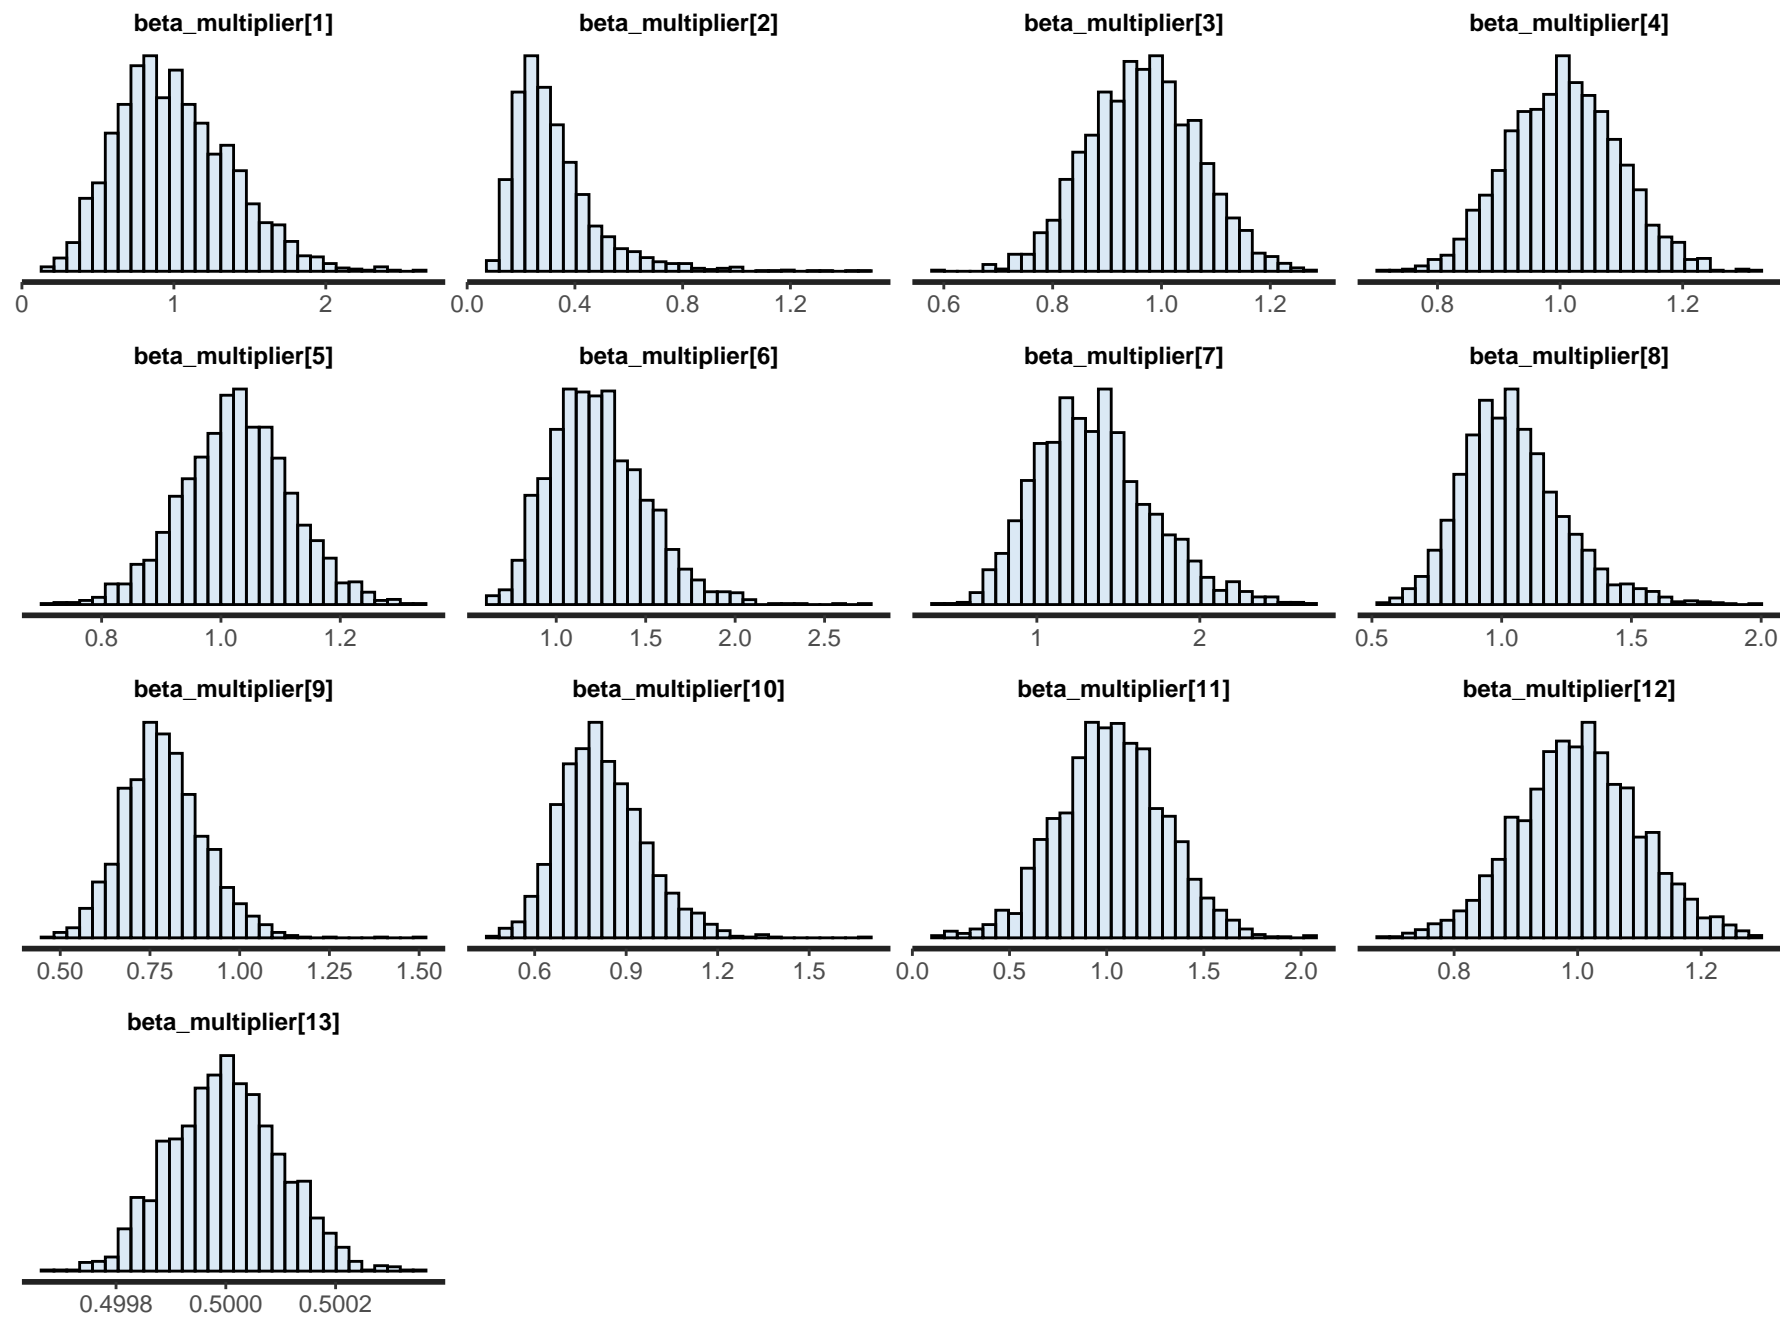 beta_multiplier[1] beta_multiplier[2] beta_multiplier[3] beta_multiplier[4]
0 1 2 0.0 0.4 0.8 1.2 0.6 0.8 1.0 1.2 0.8 1.0 1.2
beta_multiplier[5] beta_multiplier[6] beta_multiplier[7] beta_multiplier[8]
0.8 1.0 1.2 1.0 1.5 2.0 2.5 1 2 0.5 1.0 1.5 2.0
beta_multiplier[9] beta_multiplier[10] beta_multiplier[11] beta_multiplier[12]
0.50 0.75 1.00 1.25 1.50 0.6 0.9 1.2 1.5 0.0 0.5 1.0 1.5 2.0 0.8 1.0 1.2
beta_multiplier[13]
0.4998 0.5000 0.5002